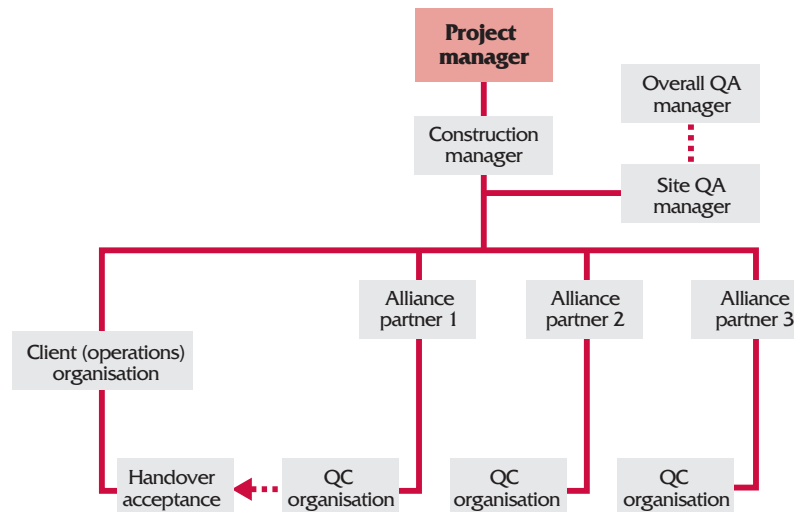 Project
manager
Overall QA
manager
Construction
manager
Site QA
manager
Alliance
partner 1
Alliance
partner 2
Alliance
partner 3
Client (operations)
organisation
Handover
acceptance
QC
organisation
QC
organisation
QC
organisation